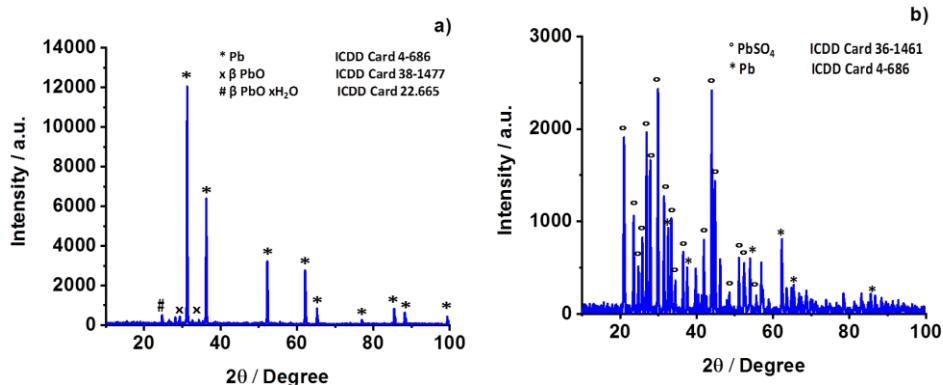 a)
14000
12000
10000
8000
6000
4000
2000
0
Intensity / a.u.
* Pb ICDD Card 4-686
x β PbO ICDD Card 38-1477
# β PbO xH₂O ICDD Card 22.665
*
*
*
*
*
*
*
*
*
#
x
x
20 40 60 80 100
2θ / Degree
b)
3000
2000
1000
0
Intensity / a.u.
° PbSO₄ ICDD Card 36-1461
* Pb ICDD Card 4-686
20 40 60 80 100
2θ / Degree